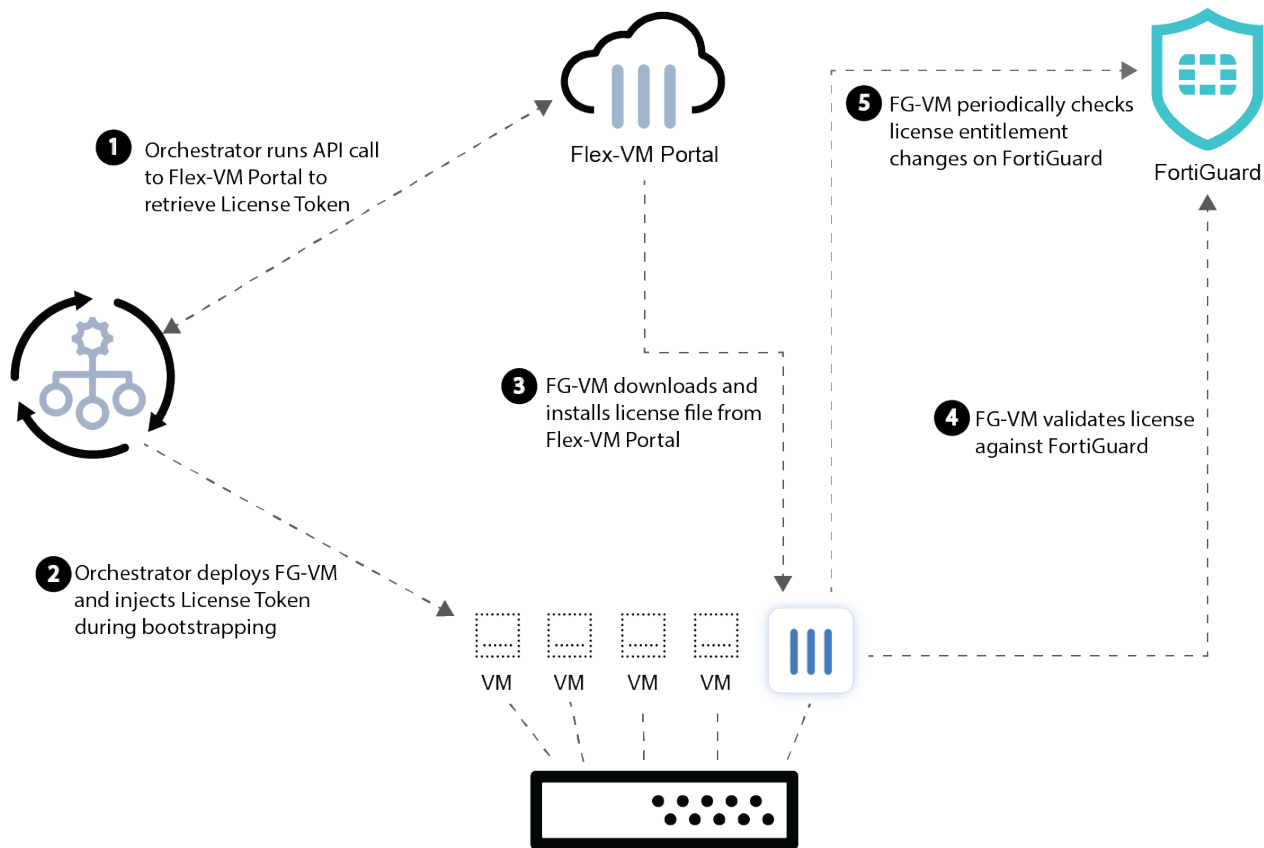 Flex-VM Portal
FortiGuard
1
Orchestrator runs API call
to Flex-VM Portal to
retrieve License Token
5
FG-VM periodically checks
license entitlement
changes on FortiGuard
3
FG-VM downloads and
installs license file from
Flex-VM Portal
4
FG-VM validates license
against FortiGuard
2
Orchestrator deploys FG-VM
and injects License Token
during bootstrapping
VM
VM
VM
VM